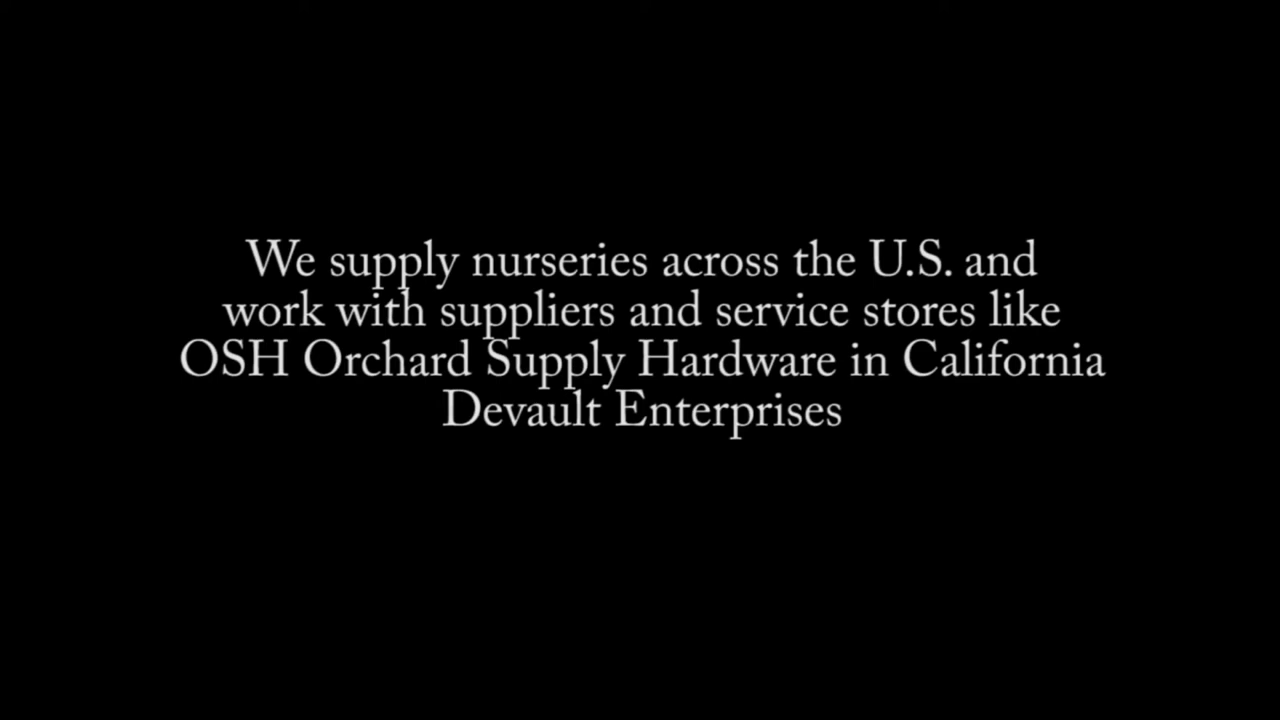 We supply nurseries across the U.S. and
work with suppliers and service stores like
OSH Orchard Supply Hardware in California
Devault Enterprises